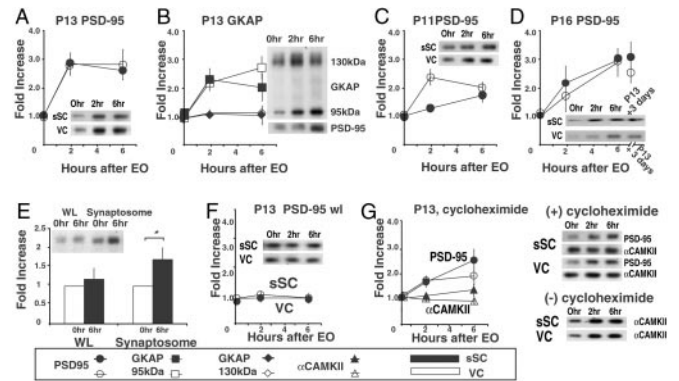 A P13 PSD-95
Fold Increase
4.0
3.0
2.0
1.0
0 2 4 6
Hours after EO
0hr 2hr 6hr
sSC
VC
B P13 GKAP
Fold Increase
4.0
3.0
2.0
1.0
0 2 4 6
Hours after EO
0hr 2hr 6hr
130kDa
GKAP
95kDa
PSD-95
C P11PSD-95
Fold Increase
4.0
3.0
2.0
1.0
0 2 4 6
Hours after EO
0hr 2hr 6hr
sSC
VC
D P16 PSD-95
Fold Increase
4.0
3.0
2.0
1.0
0 2 4 6
Hours after EO
0hr 2hr 6hr
P13 +3 days
sSC
VC
P13 + 3 days
E
Fold Increase
2
1.5
1
0.5
0
WL Synaptosome
0hr 6hr 0hr 6hr
0hr 6hr 0hr 6hr
WL Synaptosome
F P13 PSD-95 wl
Fold Increase
4.0
3.0
2.0
1.0
0 2 4 6
Hours after EO
0hr 2hr 6hr
sSC
VC
sSC
VC
G P13, cycloheximide
Fold Increase
4.0
3.0
2.0
1.0
0 2 4 6
Hours after EO
PSD-95
αCAMKII
(+) cycloheximide
0hr 2hr 6hr
sSC PSD-95
αCAMKII
VC PSD-95
αCAMKII
(-) cycloheximide
0hr 2hr 6hr
sSC αCAMKII
VC αCAMKII
PSD95 GKAP 95kDa GKAP 130kDa αCAMKII sSC
VC